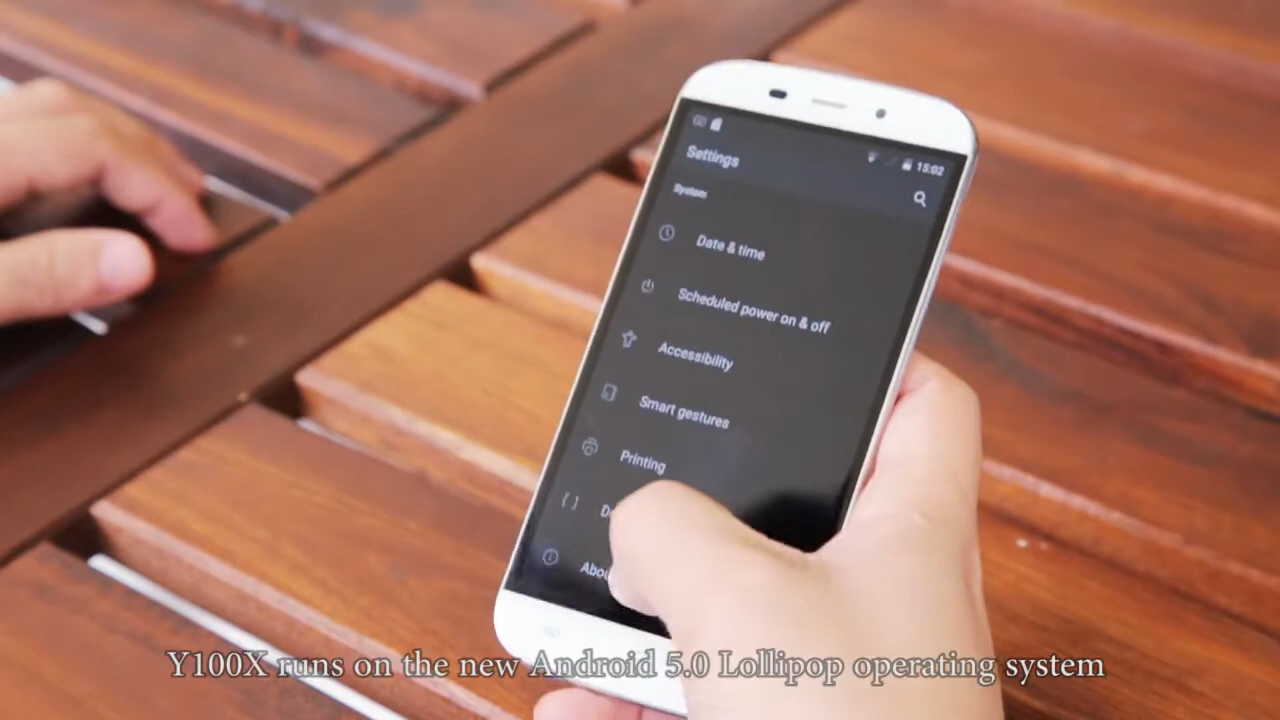 15:02
Settings
System
Date & time
Scheduled power on & off
Accessibility
Smart gestures
Printing
Y100X runs on the new Android 5.0 Lollipop operating system